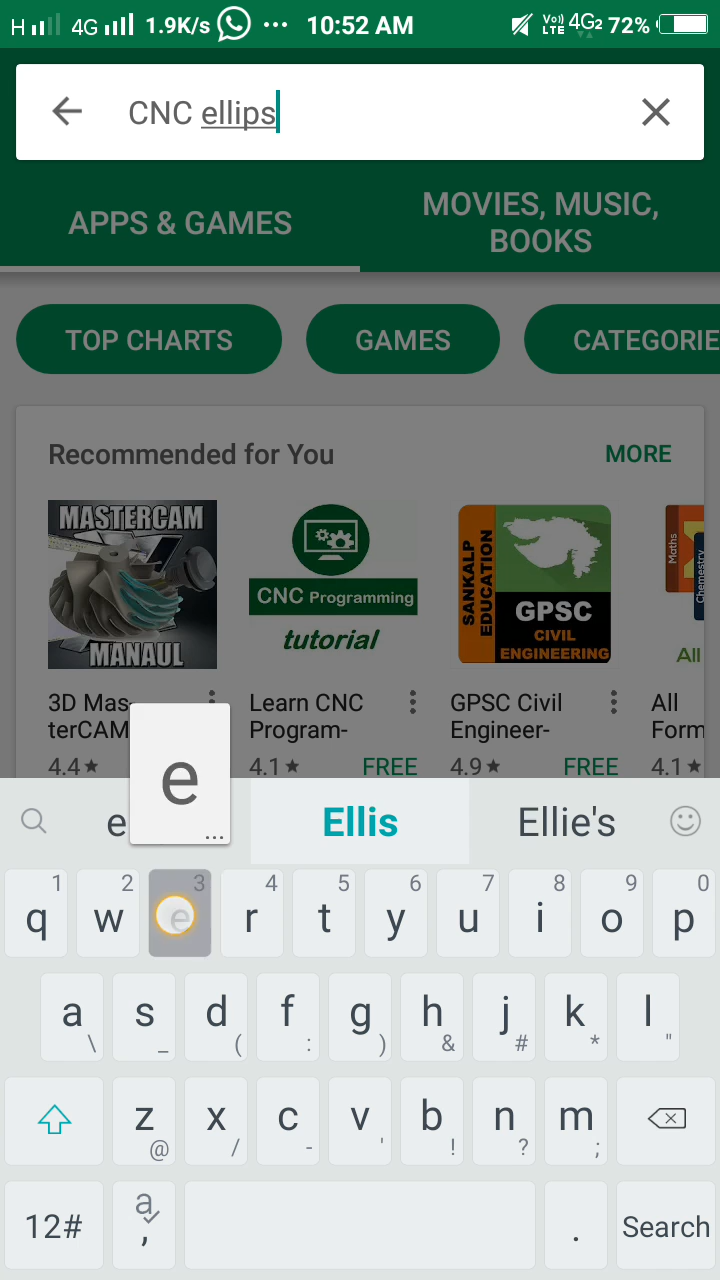 H 4G 1.9K/s ... 10:52 AM Vo)) LTE 4G2 72%
CNC ellips
APPS & GAMES
MOVIES, MUSIC,
BOOKS
TOP CHARTS GAMES CATEGORIE
Recommended for You MORE
MASTERCAM
MANAUL
CNC Programming
tutorial
SANKALP
EDUCATION
GPSC
CIVIL
ENGINEERING
Maths
Chemestry
All
3D Mas-
terCAM
4.4★
Learn CNC
Program-
4.1★ FREE
GPSC Civil
Engineer-
4.9★ FREE
All
Form
4.1★
e
...
e Ellis Ellie's
1 2 3 4 5 6 7 8 9 0
q w e r t y u i o p
a s d f g h j k l
\ _ ( : ) & # * "
z x c v b n m
@ / - ' ! ? ;
12# a , . Search